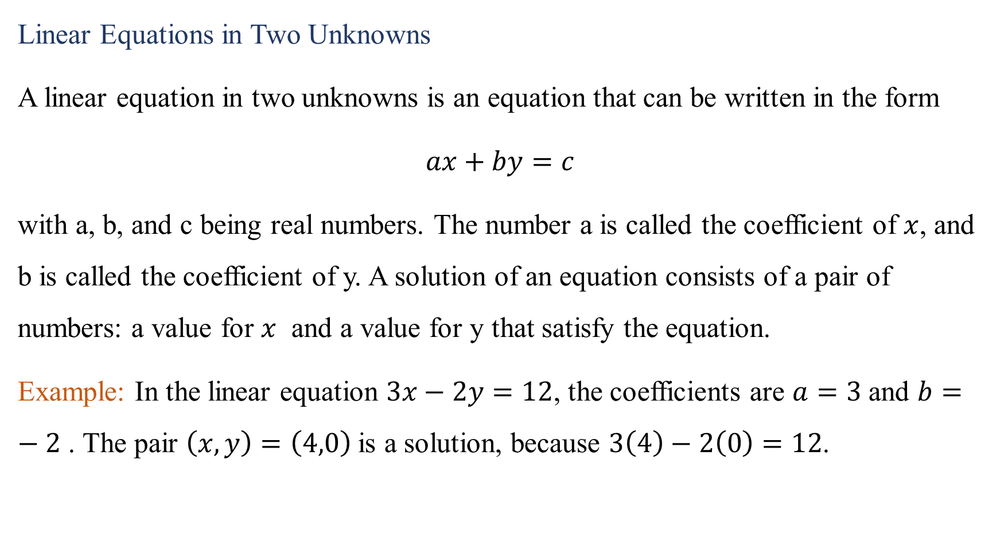 Linear Equations in Two Unknowns
A linear equation in two unknowns is an equation that can be written in the form
ax + by = c
with a, b, and c being real numbers. The number a is called the coefficient of x, and
b is called the coefficient of y. A solution of an equation consists of a pair of
numbers: a value for x and a value for y that satisfy the equation.
Example: In the linear equation 3x − 2y = 12, the coefficients are a = 3 and b =
− 2 . The pair (x, y) = (4,0) is a solution, because 3(4) − 2(0) = 12.